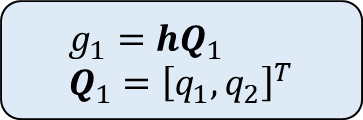 g₁ = hQ₁
Q₁ = [q₁, q₂]ᵀ